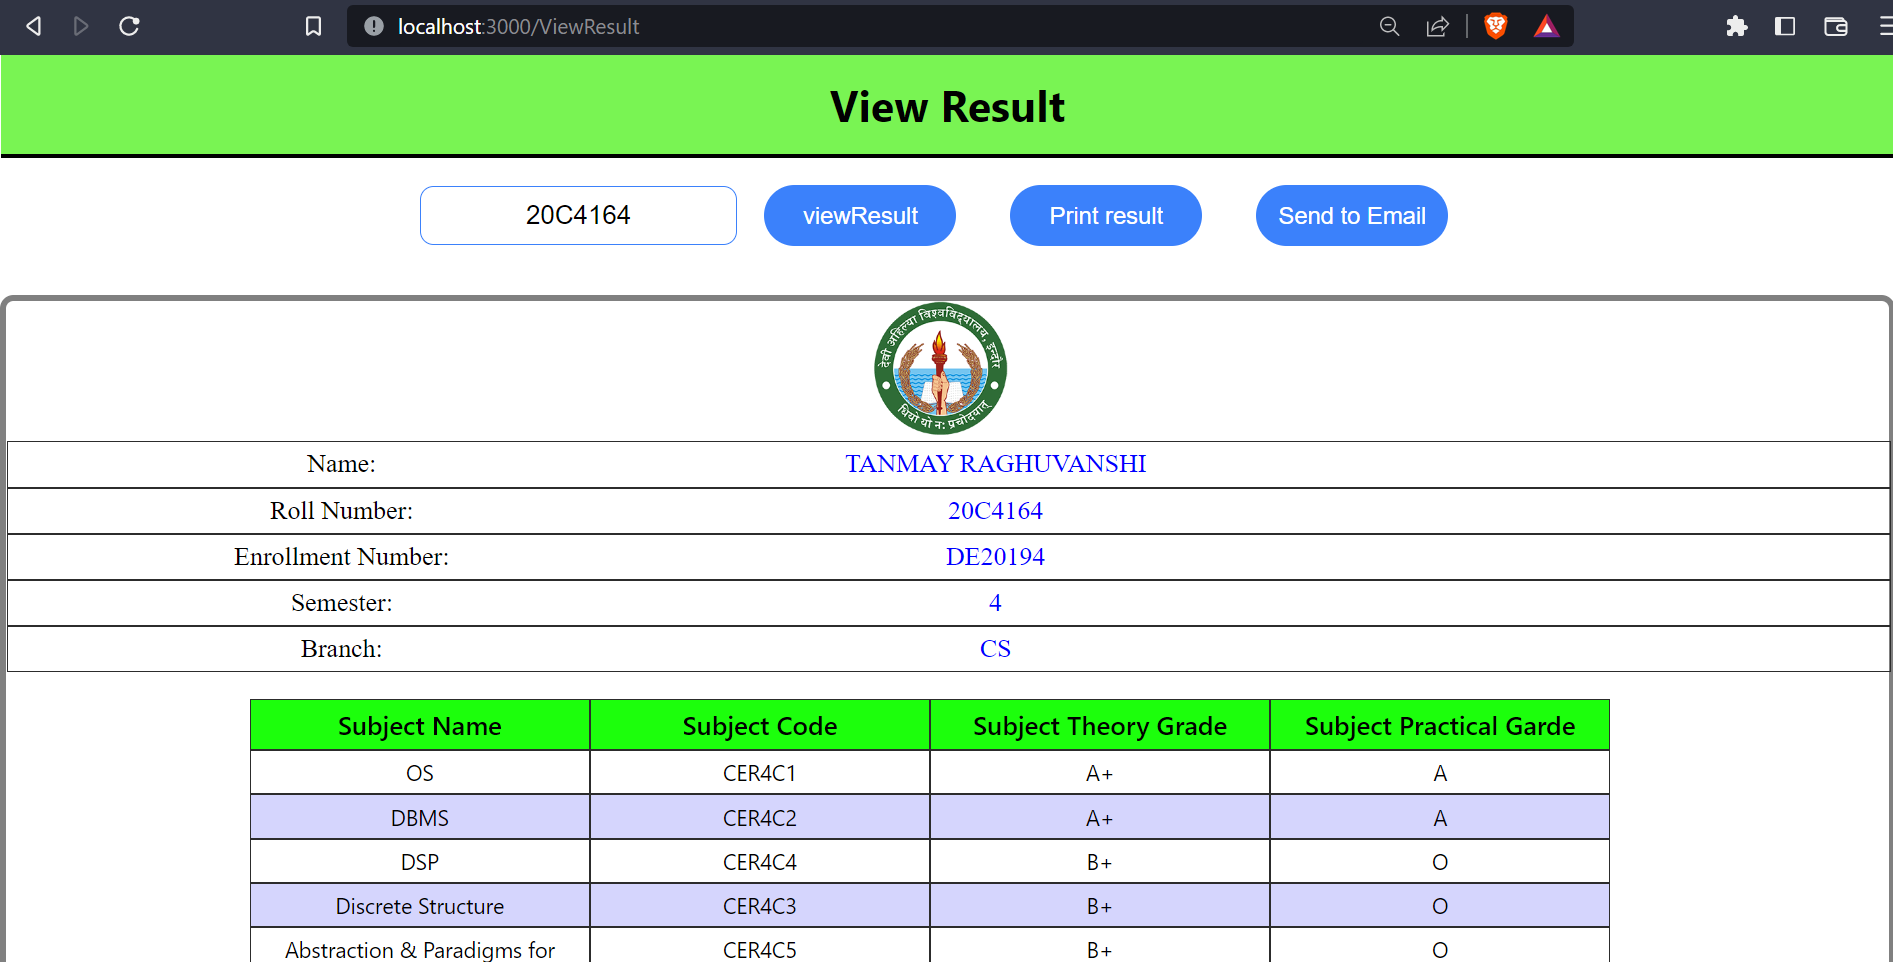 localhost:3000/ViewResult
View Result
20C4164 viewResult Print result Send to Email
देवी अहिल्या विश्वविद्यालय, इन्दौर
धियो यो नः प्रचोदयात्
Name: TANMAY RAGHUVANSHI
Roll Number: 20C4164
Enrollment Number: DE20194
Semester: 4
Branch: CS
Subject Name Subject Code Subject Theory Grade Subject Practical Garde
OS CER4C1 A+ A
DBMS CER4C2 A+ A
DSP CER4C4 B+ O
Discrete Structure CER4C3 B+ O
Abstraction & Paradigms for CER4C5 B+ O